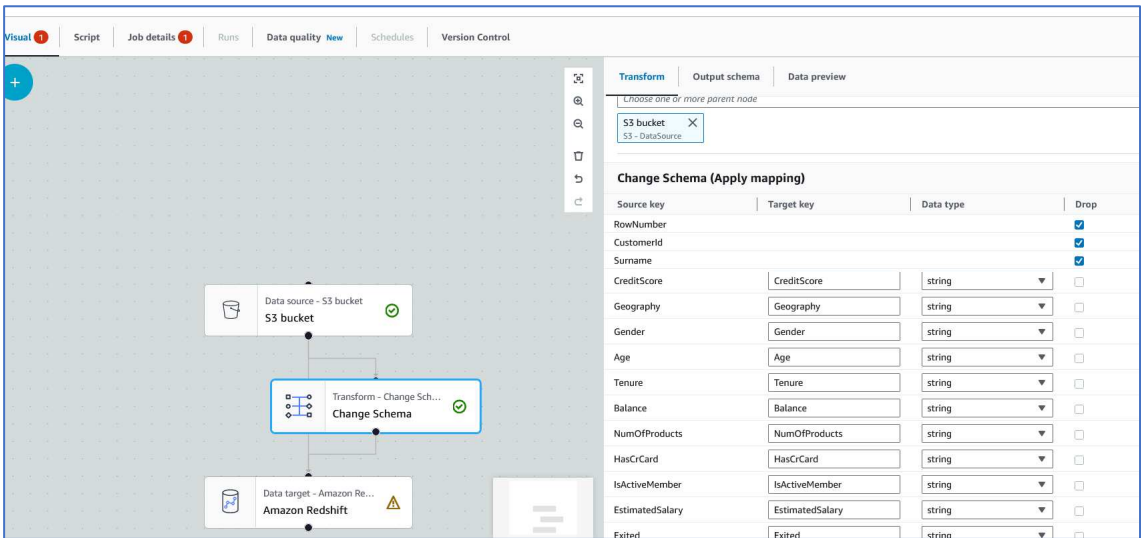 Visual 1 Script Job details 1 Runs Data quality New Schedules Version Control
+
Transform Output schema Data preview
Choose one or more parent node
S3 bucket
S3 - DataSource
Change Schema (Apply mapping)
Source key Target key Data type Drop
RowNumber
CustomerId
Surname
CreditScore CreditScore string
Geography Geography string
Gender Gender string
Age Age string
Tenure Tenure string
Balance Balance string
NumOfProducts NumOfProducts string
HasCrCard HasCrCard string
IsActiveMember IsActiveMember string
EstimatedSalary EstimatedSalary string
Exited Exited string
Data source - S3 bucket
S3 bucket
Transform - Change Sch...
Change Schema
Data target - Amazon Re...
Amazon Redshift